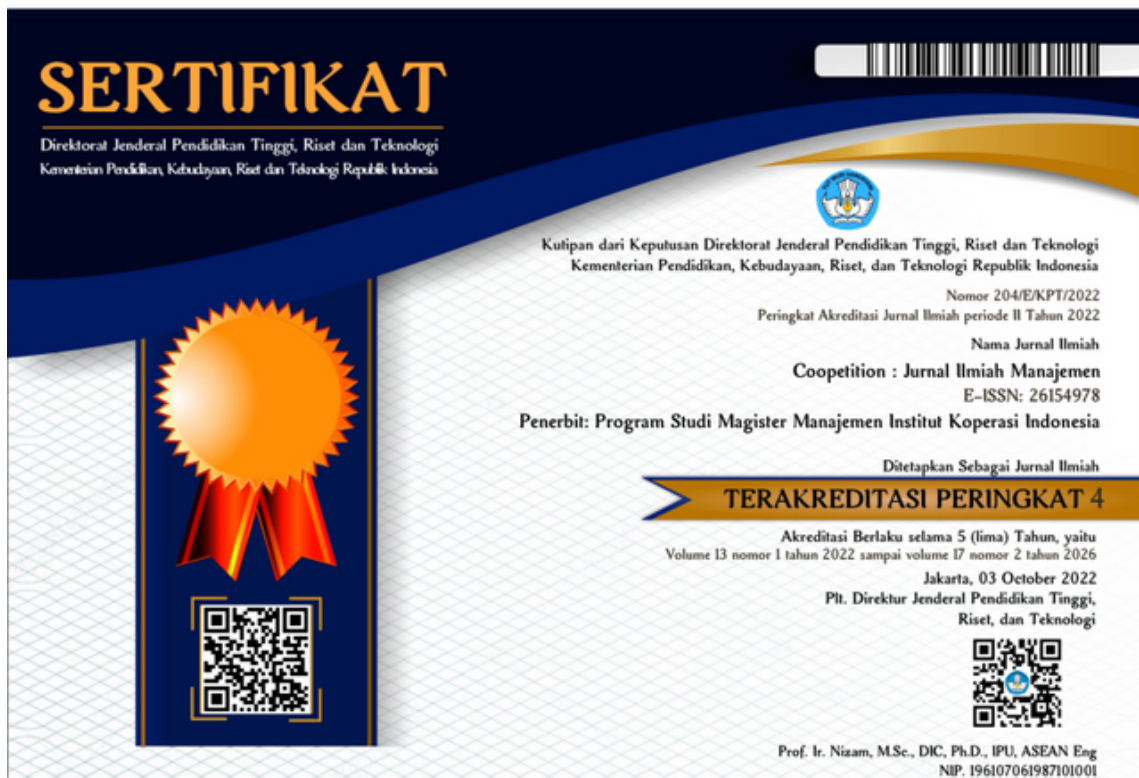 SERTIFIKAT
Direktorat Jenderal Pendidikan Tinggi, Riset dan Teknologi
Kementerian Pendidikan, Kebudayaan, Riset dan Teknologi Republik Indonesia
TUT WURI HANDAYANI
Kutipan dari Keputusan Direktorat Jenderal Pendidikan Tinggi, Riset dan Teknologi
Kementerian Pendidikan, Kebudayaan, Riset, dan Teknologi Republik Indonesia
Nomor 204/E/KPT/2022
Peringkat Akreditasi Jurnal Ilmiah periode II Tahun 2022
Nama Jurnal Ilmiah
Coopetition : Jurnal Ilmiah Manajemen
E-ISSN: 26154978
Penerbit: Program Studi Magister Manajemen Institut Koperasi Indonesia
Ditetapkan Sebagai Jurnal Ilmiah
TERAKREDITASI PERINGKAT 4
Akreditasi Berlaku selama 5 (lima) Tahun, yaitu
Volume 13 nomor 1 tahun 2022 sampai volume 17 nomor 2 tahun 2026
Jakarta, 03 October 2022
Plt. Direktur Jenderal Pendidikan Tinggi,
Riset, dan Teknologi
Prof. Ir. Nizam, M.Sc., DIC, Ph.D., IPU, ASEAN Eng
NIP. 196107061987101001